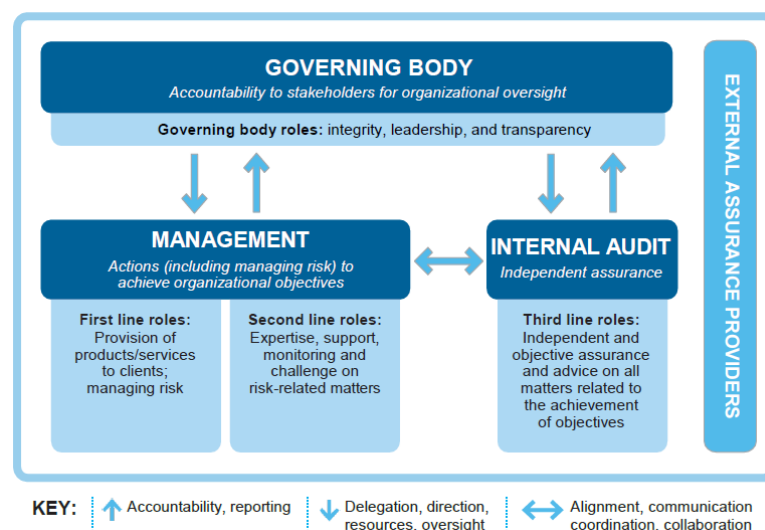 GOVERNING BODY
Accountability to stakeholders for organizational oversight
Governing body roles: integrity, leadership, and transparency
MANAGEMENT
Actions (including managing risk) to
achieve organizational objectives
First line roles:
Provision of
products/services
to clients;
managing risk
Second line roles:
Expertise, support,
monitoring and
challenge on
risk-related matters
INTERNAL AUDIT
Independent assurance
Third line roles:
Independent and
objective assurance
and advice on all
matters related to
the achievement
of objectives
EXTERNAL ASSURANCE PROVIDERS
KEY:
Accountability, reporting
Delegation, direction,
resources, oversight
Alignment, communication
coordination, collaboration